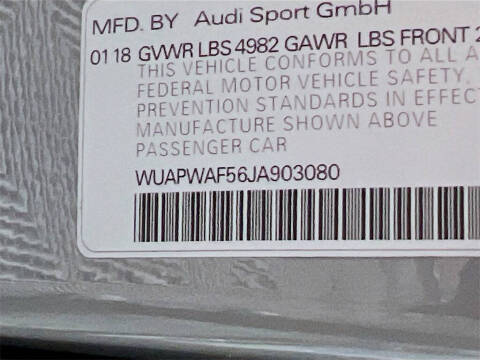 MFD. BY Audi Sport GmbH
01 18 GVWR LBS 4982 GAWR LBS FRONT 2
THIS VEHICLE CONFORMS TO ALL A
FEDERAL MOTOR VEHICLE SAFETY,
PREVENTION STANDARDS IN EFFECT
MANUFACTURE SHOWN ABOVE
PASSENGER CAR
WUAPWAF56JA903080